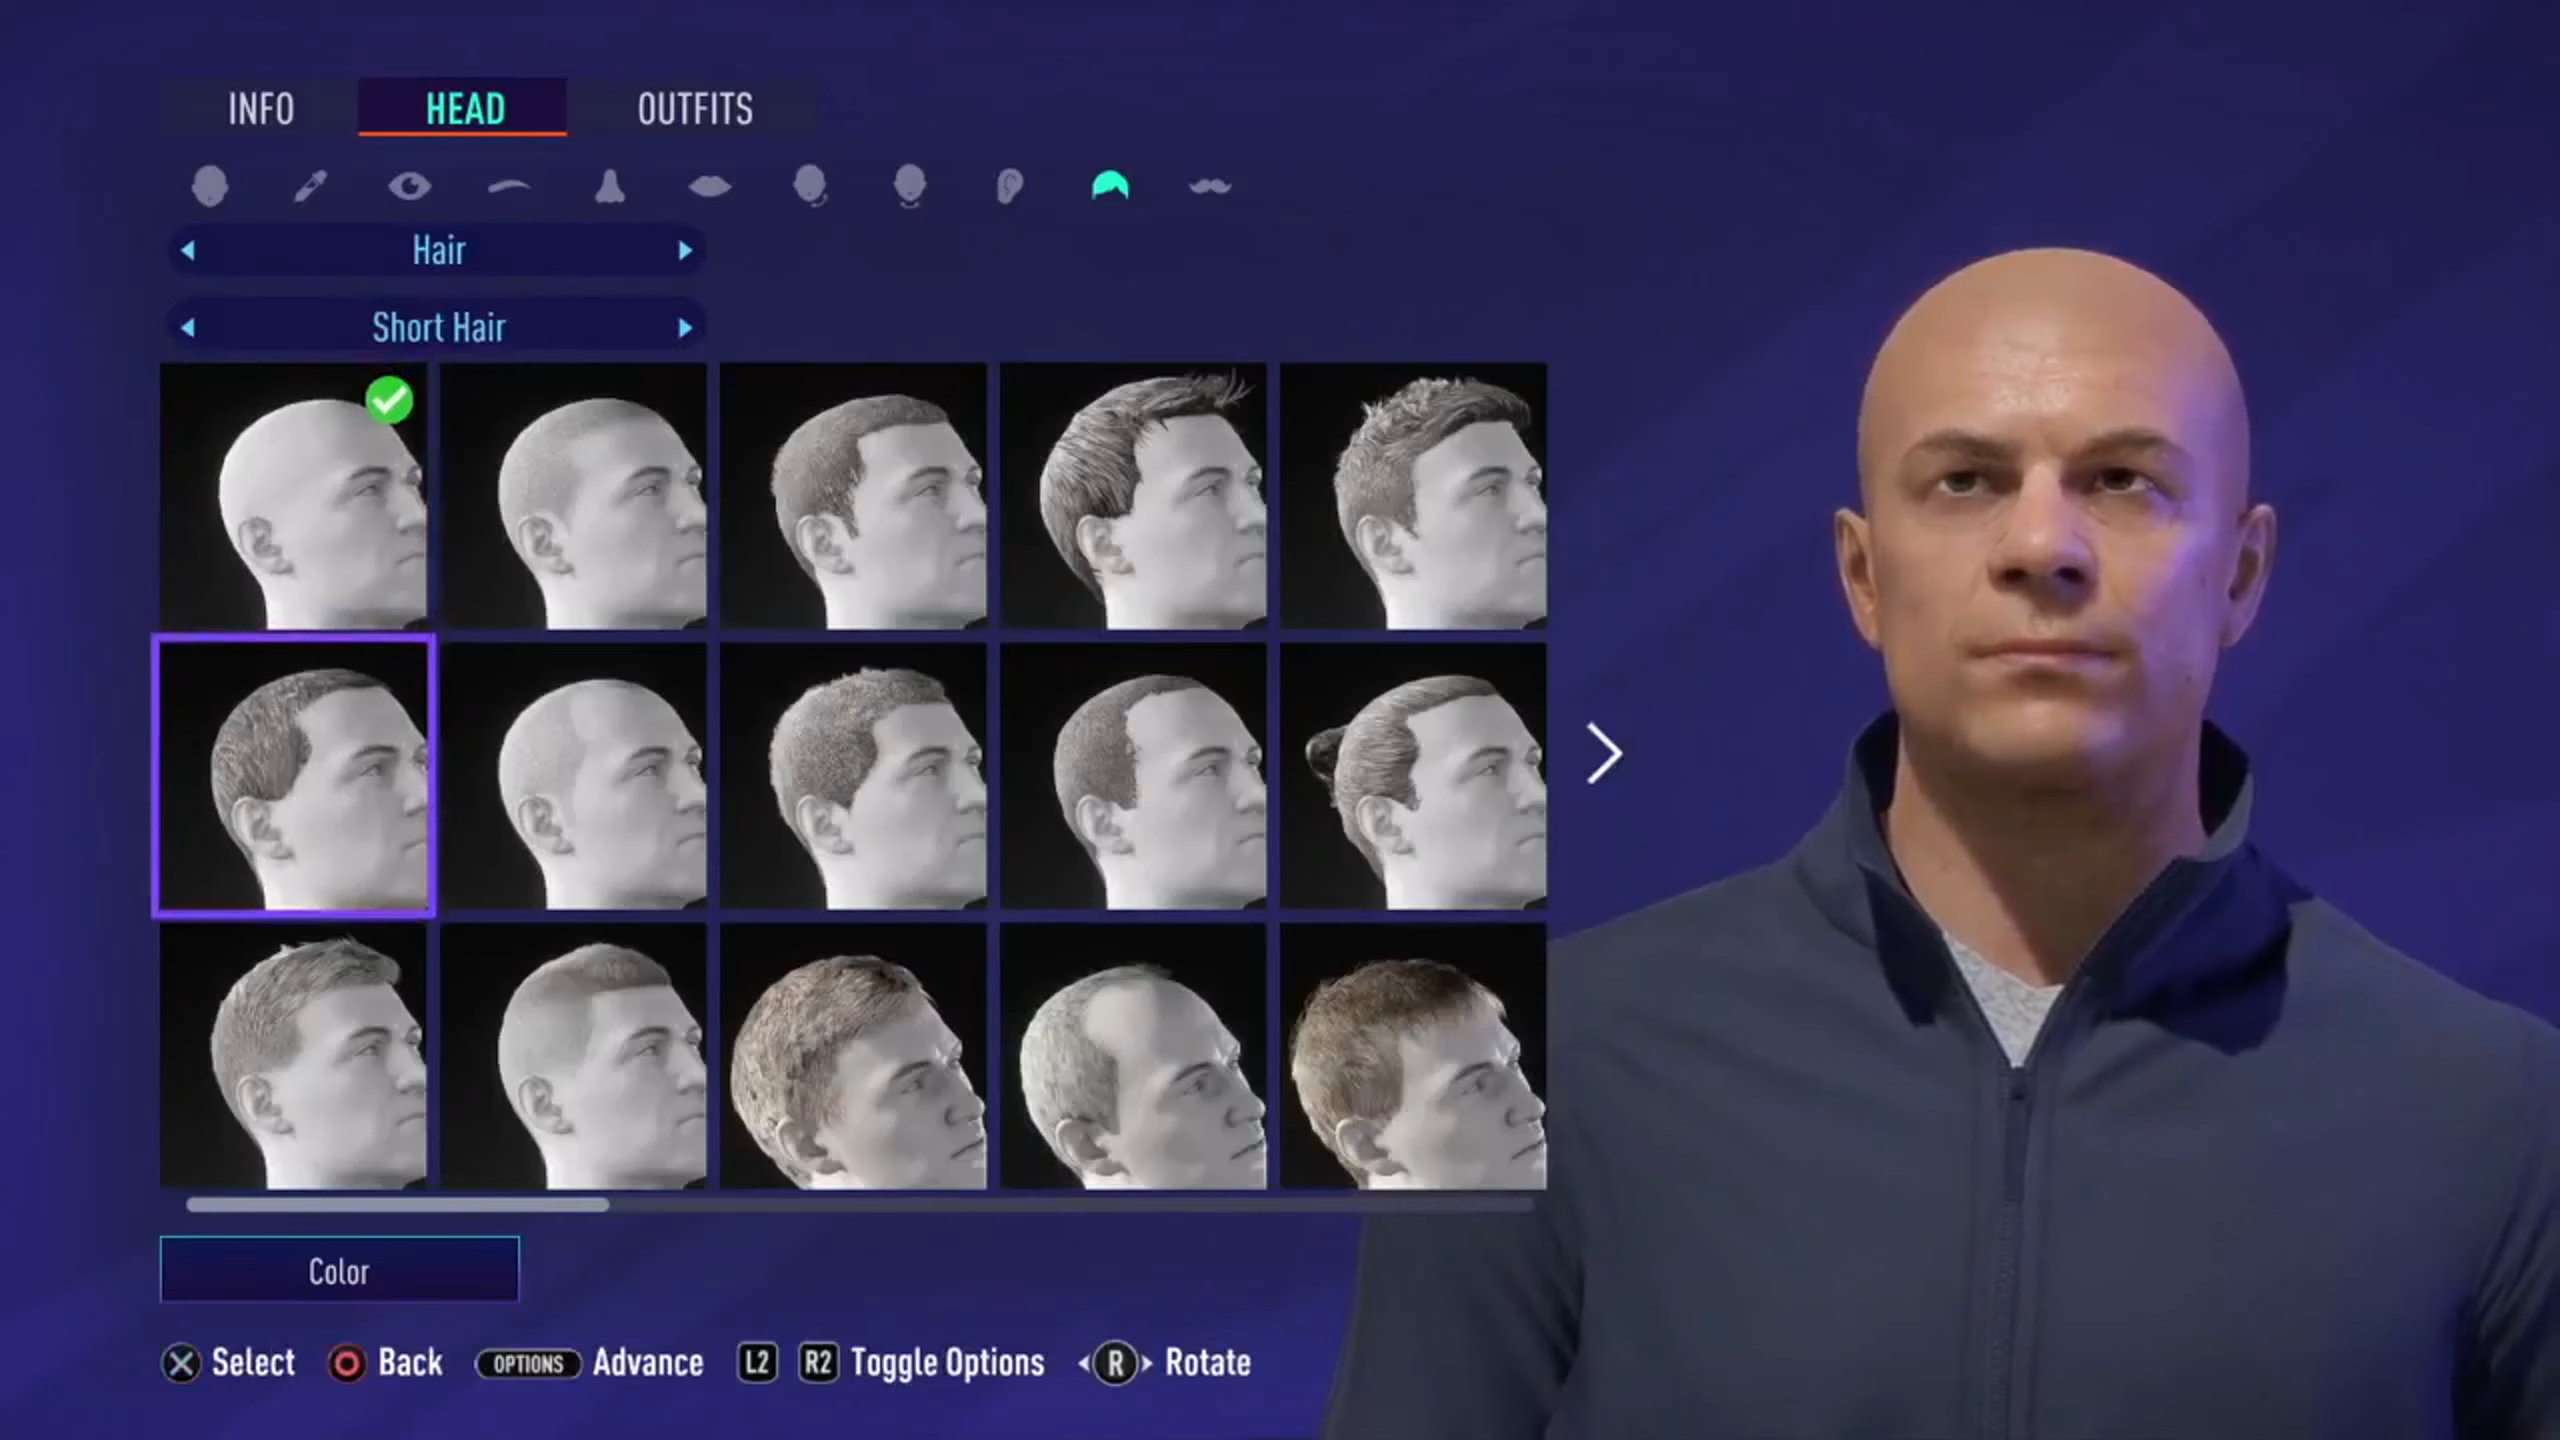 INFO HEAD OUTFITS
Hair
Short Hair
Color
Select Back OPTIONS Advance L2 R2 Toggle Options R Rotate